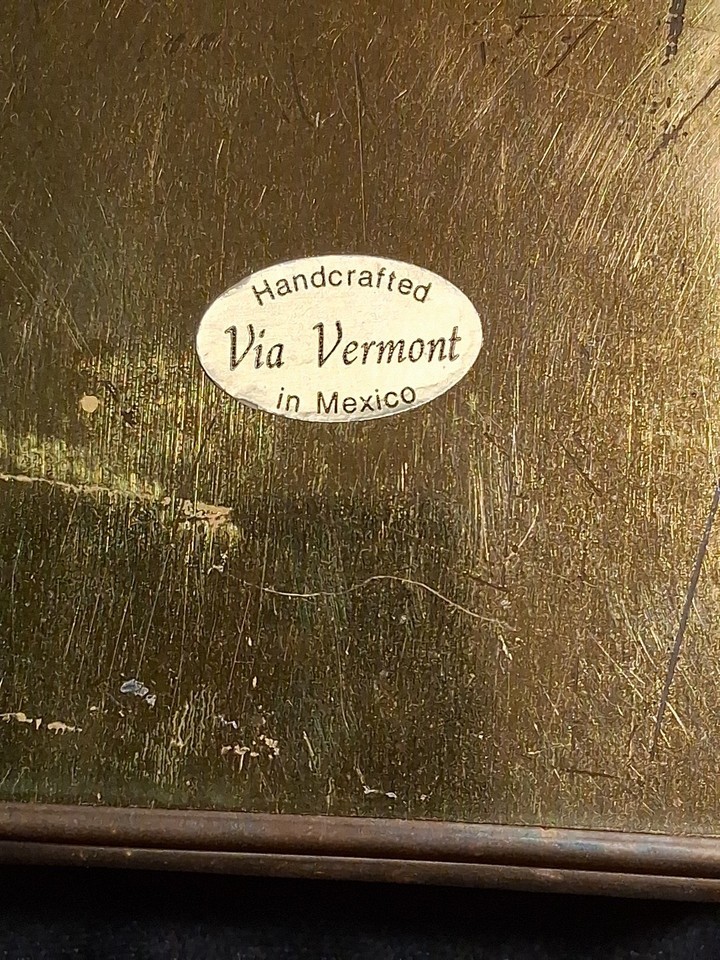 Handcrafted
Via Vermont
in Mexico